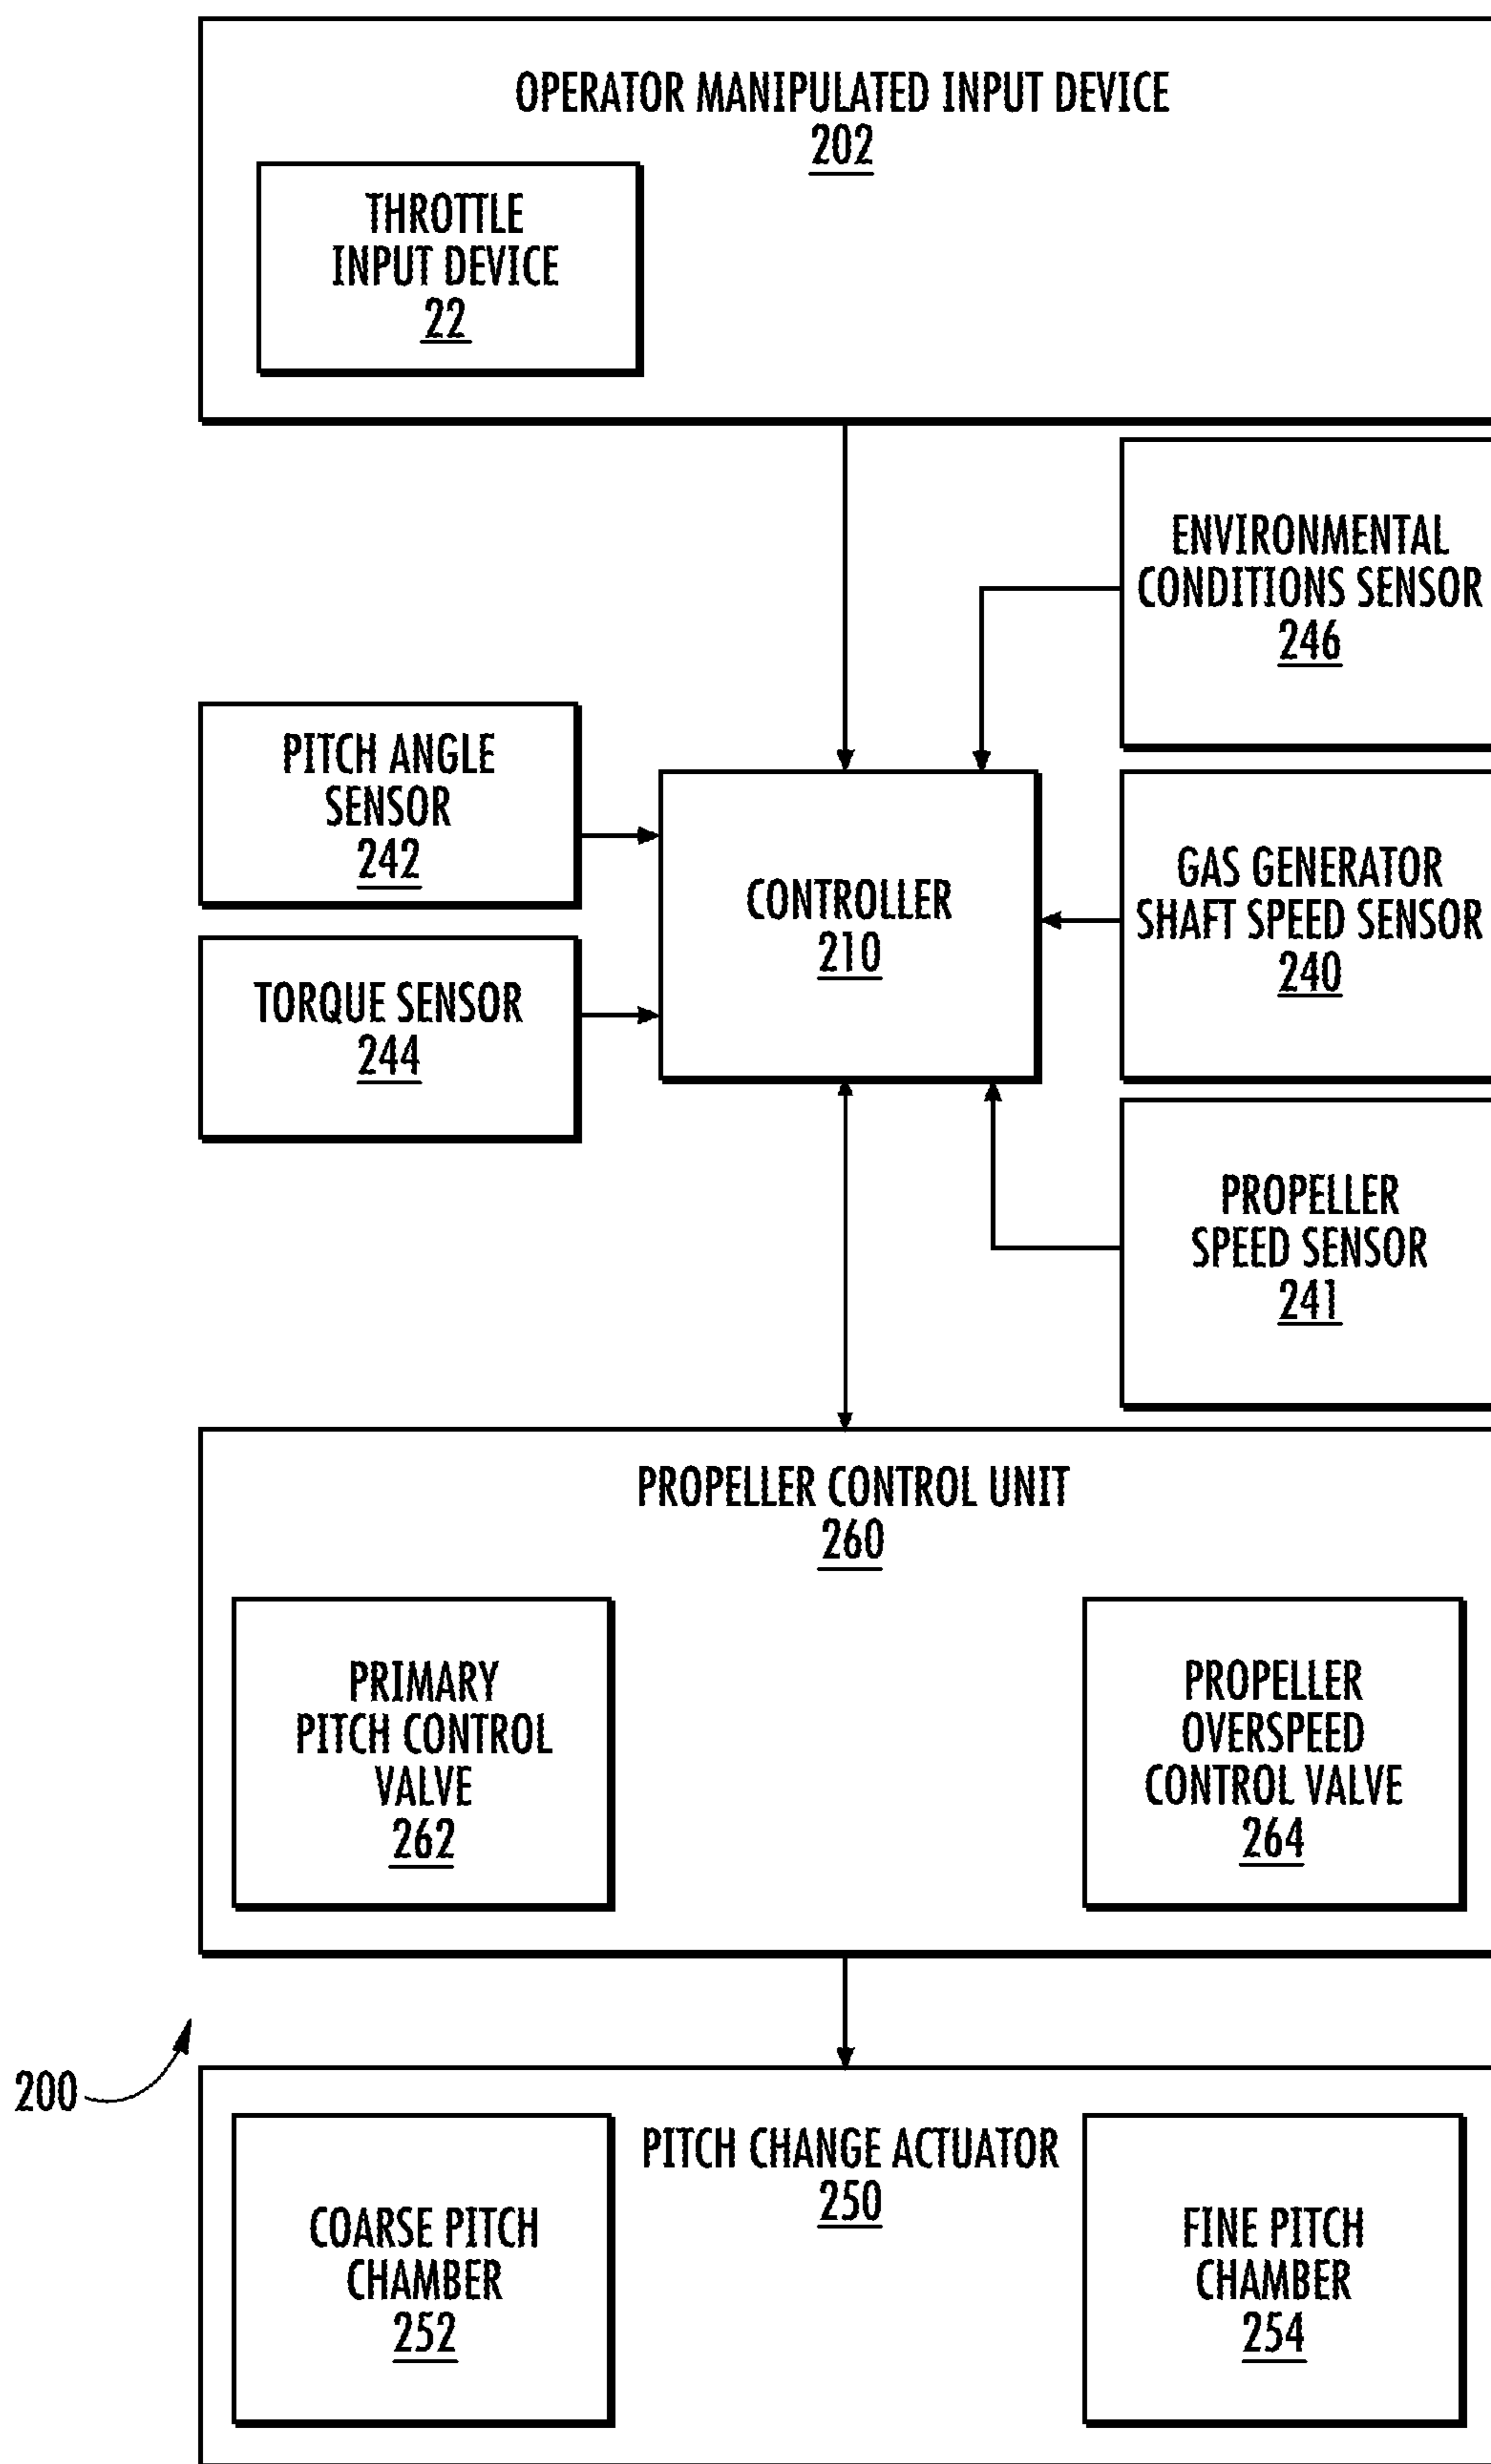 OPERATOR MANIPULATED INPUT DEVICE
202
THROTTLE
INPUT DEVICE
22
ENVIRONMENTAL
CONDITIONS SENSOR
246
PITCH ANGLE
SENSOR
242
CONTROLLER
210
GAS GENERATOR
SHAFT SPEED SENSOR
240
TORQUE SENSOR
244
PROPELLER
SPEED SENSOR
241
PROPELLER CONTROL UNIT
260
PRIMARY
PITCH CONTROL
VALVE
262
PROPELLER
OVERSPEED
CONTROL VALVE
264
200
PITCH CHANGE ACTUATOR
250
COARSE PITCH
CHAMBER
252
FINE PITCH
CHAMBER
254